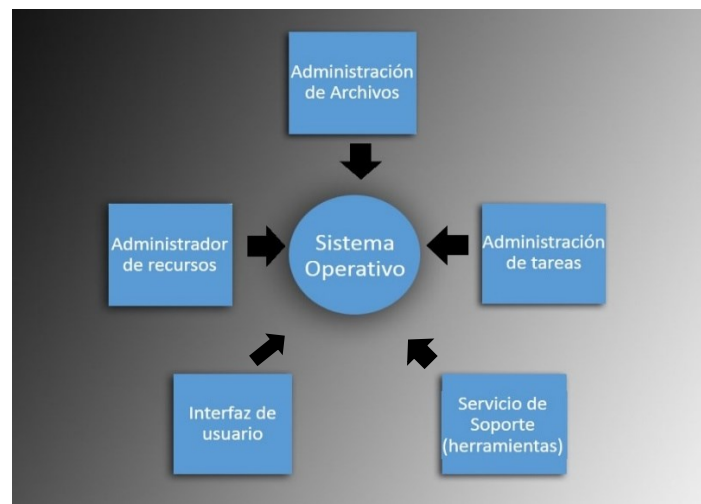 Administración
de Archivos
Administrador
de recursos
Sistema
Operativo
Administración
de tareas
Interfaz de
usuario
Servicio de
Soporte
(herramientas)